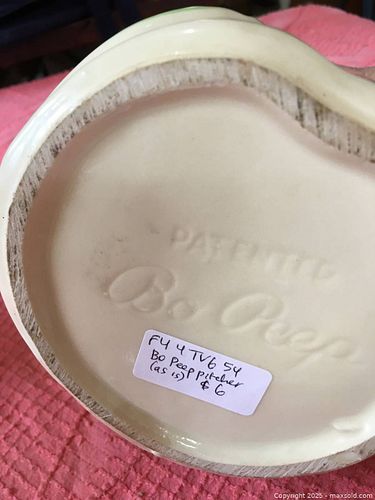 PATENTED
Bo Peep
F4 4 TV6 54
Bo Peep pitcher
(as is) $6
Copyright 2025 - maxsold.com